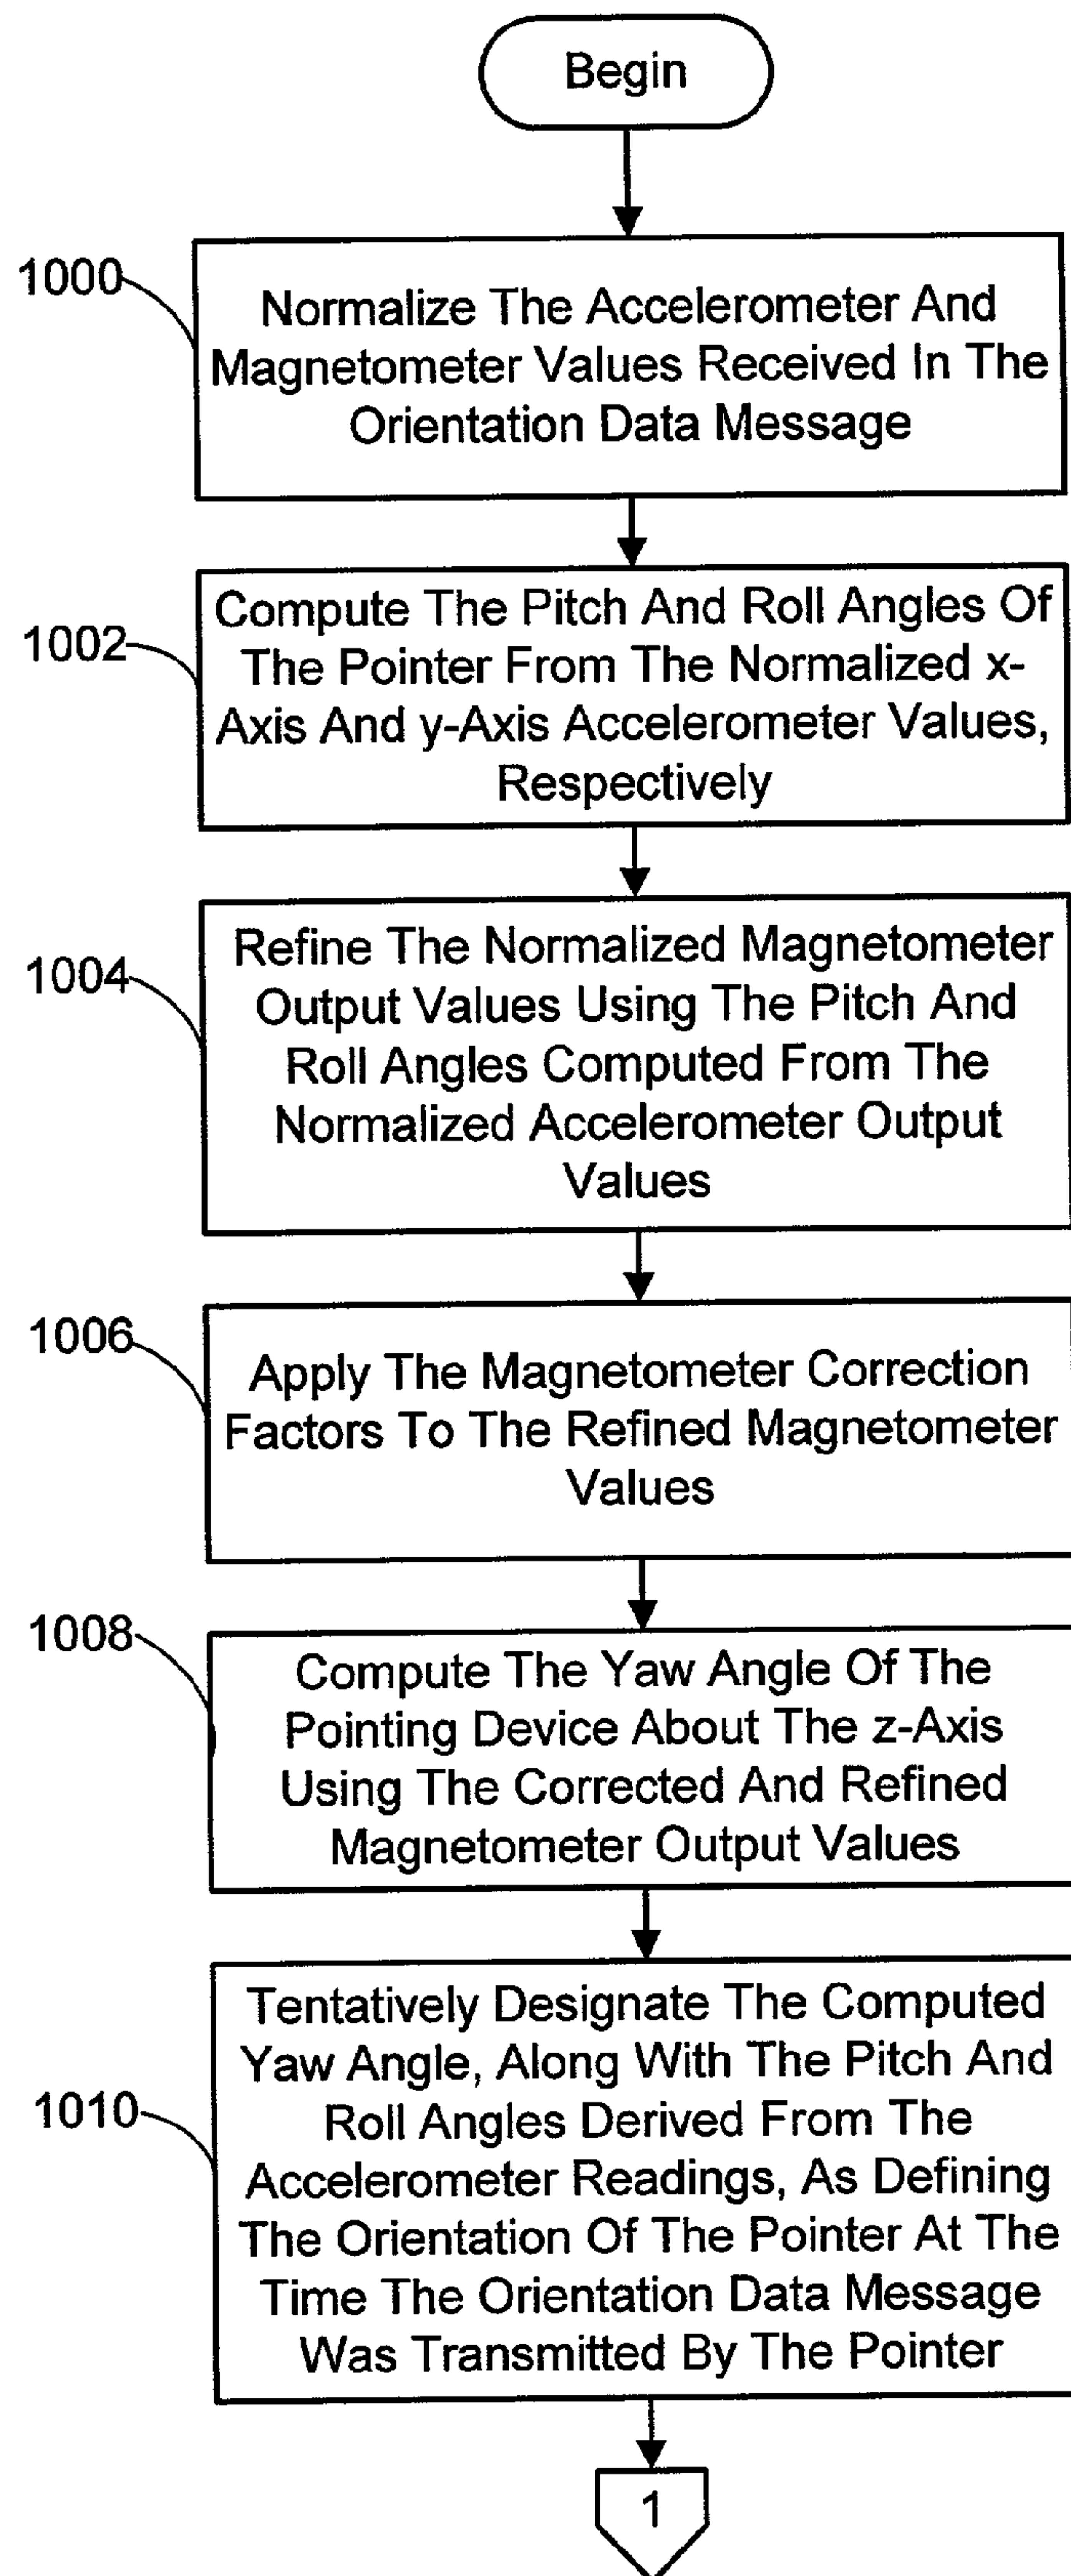 Begin
1000
Normalize The Accelerometer And
Magnetometer Values Received In The
Orientation Data Message
1002
Compute The Pitch And Roll Angles Of
The Pointer From The Normalized x-
Axis And y-Axis Accelerometer Values,
Respectively
1004
Refine The Normalized Magnetometer
Output Values Using The Pitch And
Roll Angles Computed From The
Normalized Accelerometer Output
Values
1006
Apply The Magnetometer Correction
Factors To The Refined Magnetometer
Values
1008
Compute The Yaw Angle Of The
Pointing Device About The z-Axis
Using The Corrected And Refined
Magnetometer Output Values
1010
Tentatively Designate The Computed
Yaw Angle, Along With The Pitch And
Roll Angles Derived From The
Accelerometer Readings, As Defining
The Orientation Of The Pointer At The
Time The Orientation Data Message
Was Transmitted By The Pointer
1